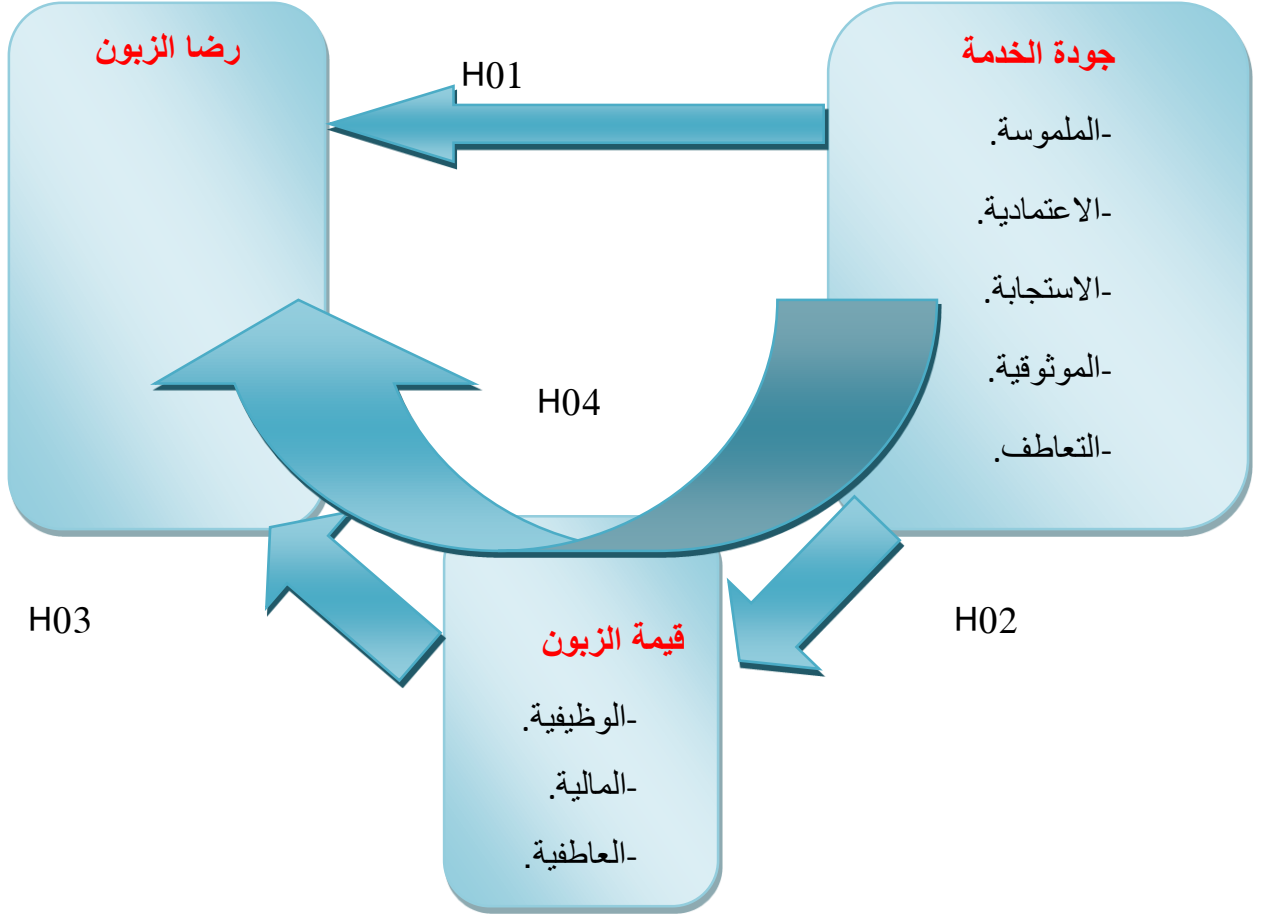 جودة الخدمة
-الملموسة.
-الاعتمادية.
-الاستجابة.
-الموثوقية.
-التعاطف.
H01
رضا الزبون
H04
H02
H03
قيمة الزبون
-الوظيفية.
-المالية.
-العاطفية.